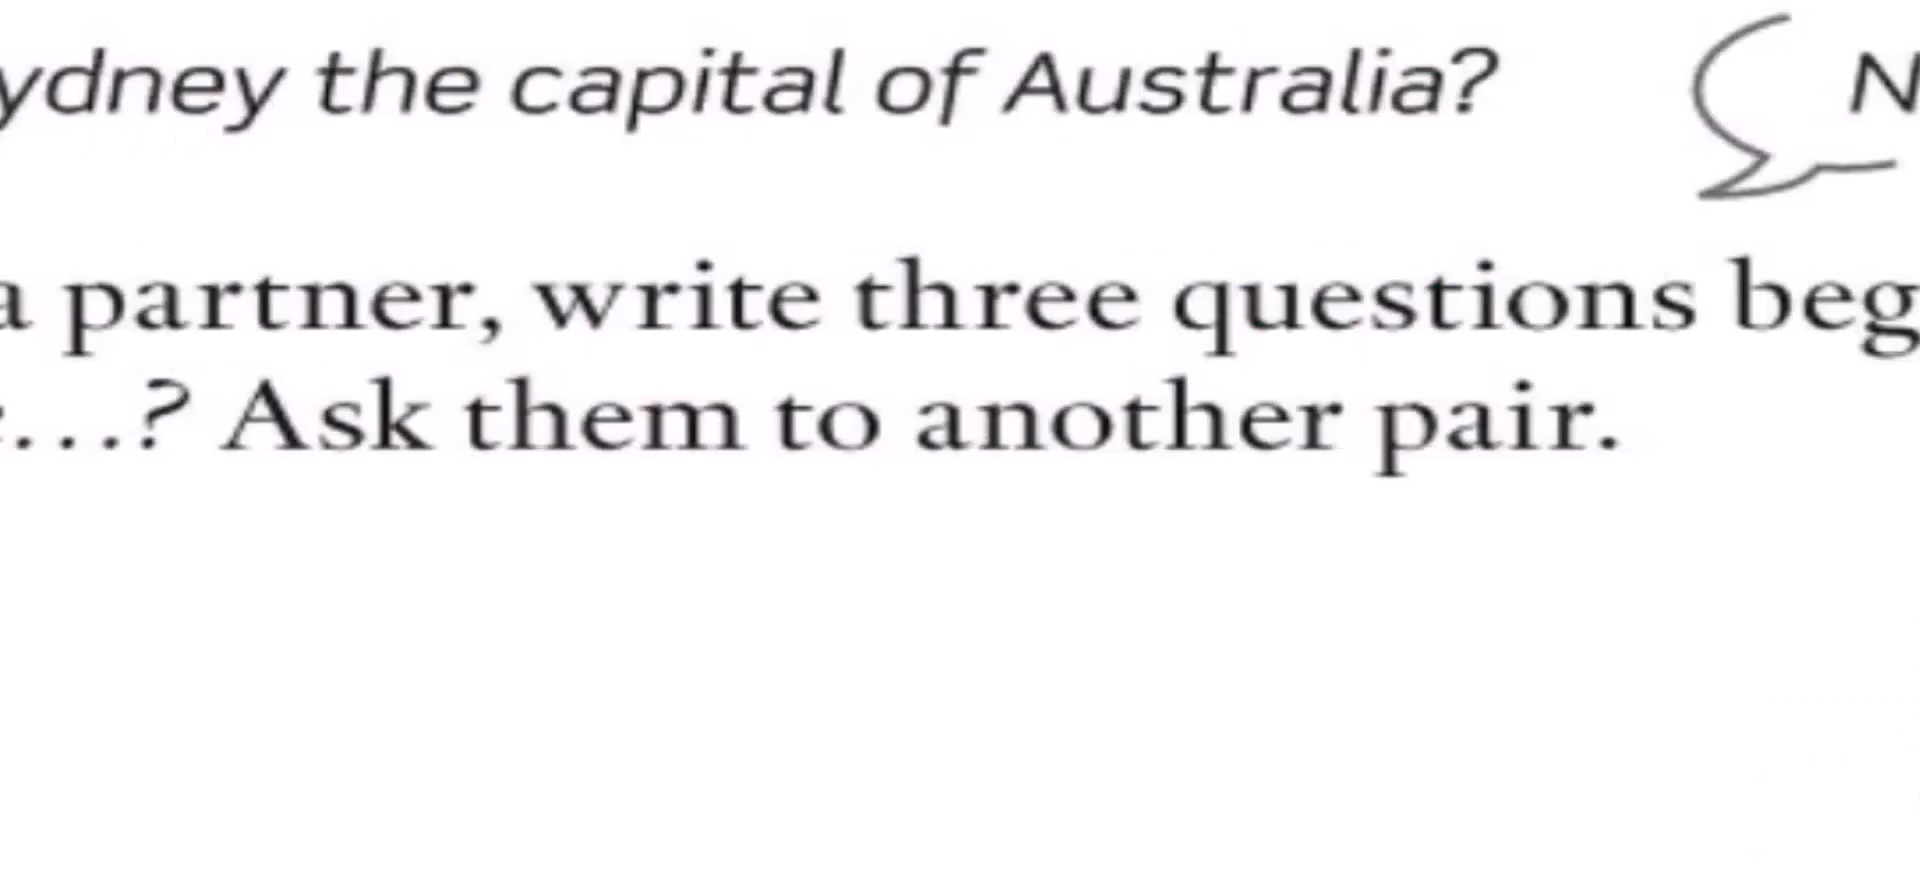 ydney the capital of Australia? N
a partner, write three questions beg
...? Ask them to another pair.